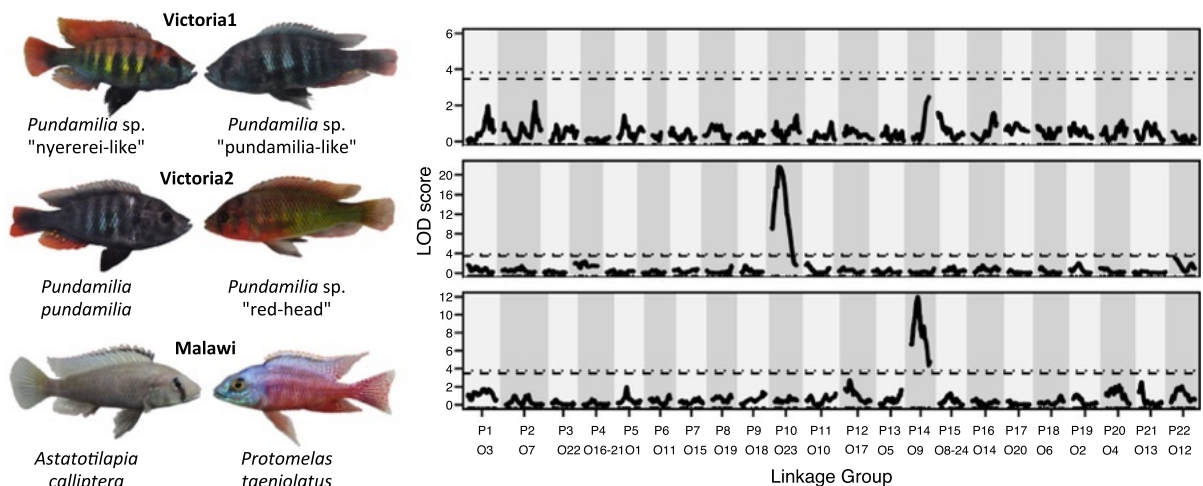 Victoria1
Pundamilia sp. Pundamilia sp.
"nyererei-like" "pundamilia-like"
Victoria2
Pundamilia Pundamilia sp.
pundamilia "red-head"
Malawi
Astatotilapia Protomelas
calliptera taeniolatus
LOD score
6
4
2
0
20
16
12
8
4
0
12
10
8
6
4
2
0
P1 P2 P3 P4 P5 P6 P7 P8 P9 P10 P11 P12 P13 P14 P15 P16 P17 P18 P19 P20 P21 P22
O3 O7 O22 O16-21 O1 O11 O15 O19 O18 O23 O10 O17 O5 O9 O8-24 O14 O20 O6 O2 O4 O13 O12
Linkage Group